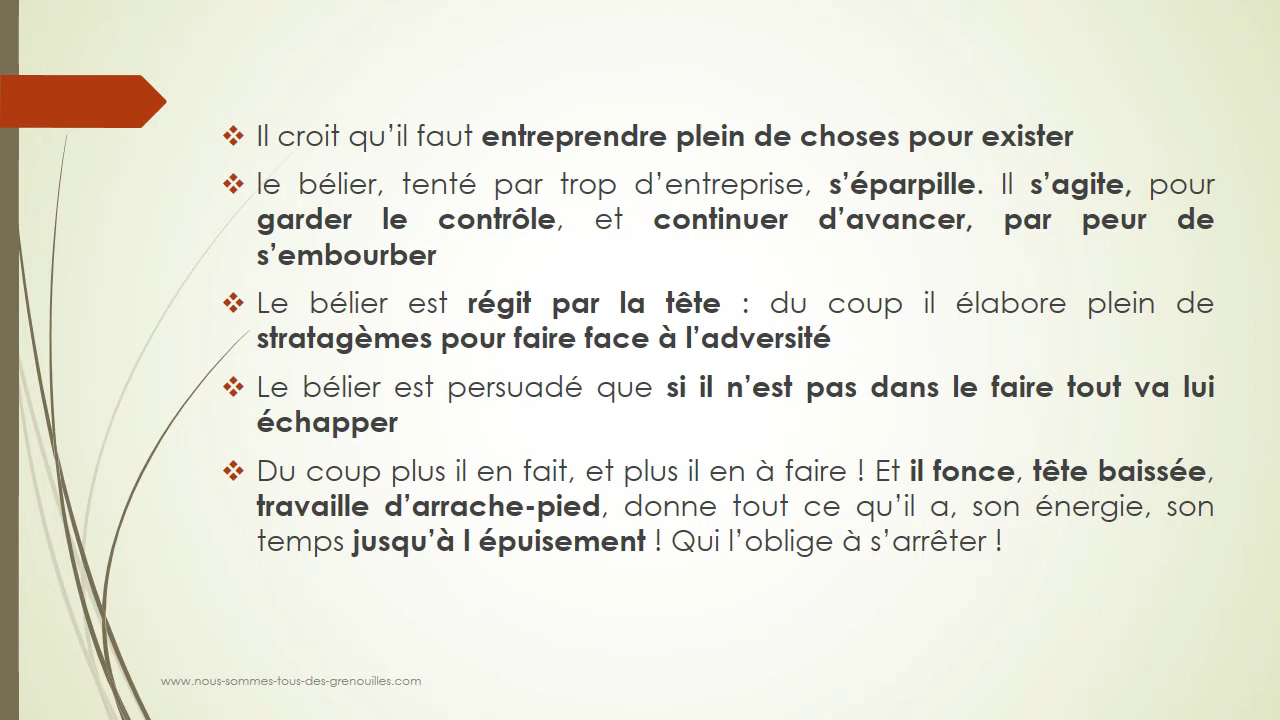 Il croit qu’il faut entreprendre plein de choses pour exister
le bélier, tenté par trop d’entreprise, s’éparpille. Il s’agite, pour
garder le contrôle, et continuer d’avancer, par peur de
s’embourber
Le bélier est régit par la tête : du coup il élabore plein de
stratagèmes pour faire face à l’adversité
Le bélier est persuadé que si il n’est pas dans le faire tout va lui
échapper
Du coup plus il en fait, et plus il en à faire ! Et il fonce, tête baissée,
travaille d’arrache-pied, donne tout ce qu’il a, son énergie, son
temps jusqu’à l épuisement ! Qui l’oblige à s’arrêter !
www.nous-sommes-tous-des-grenouilles.com